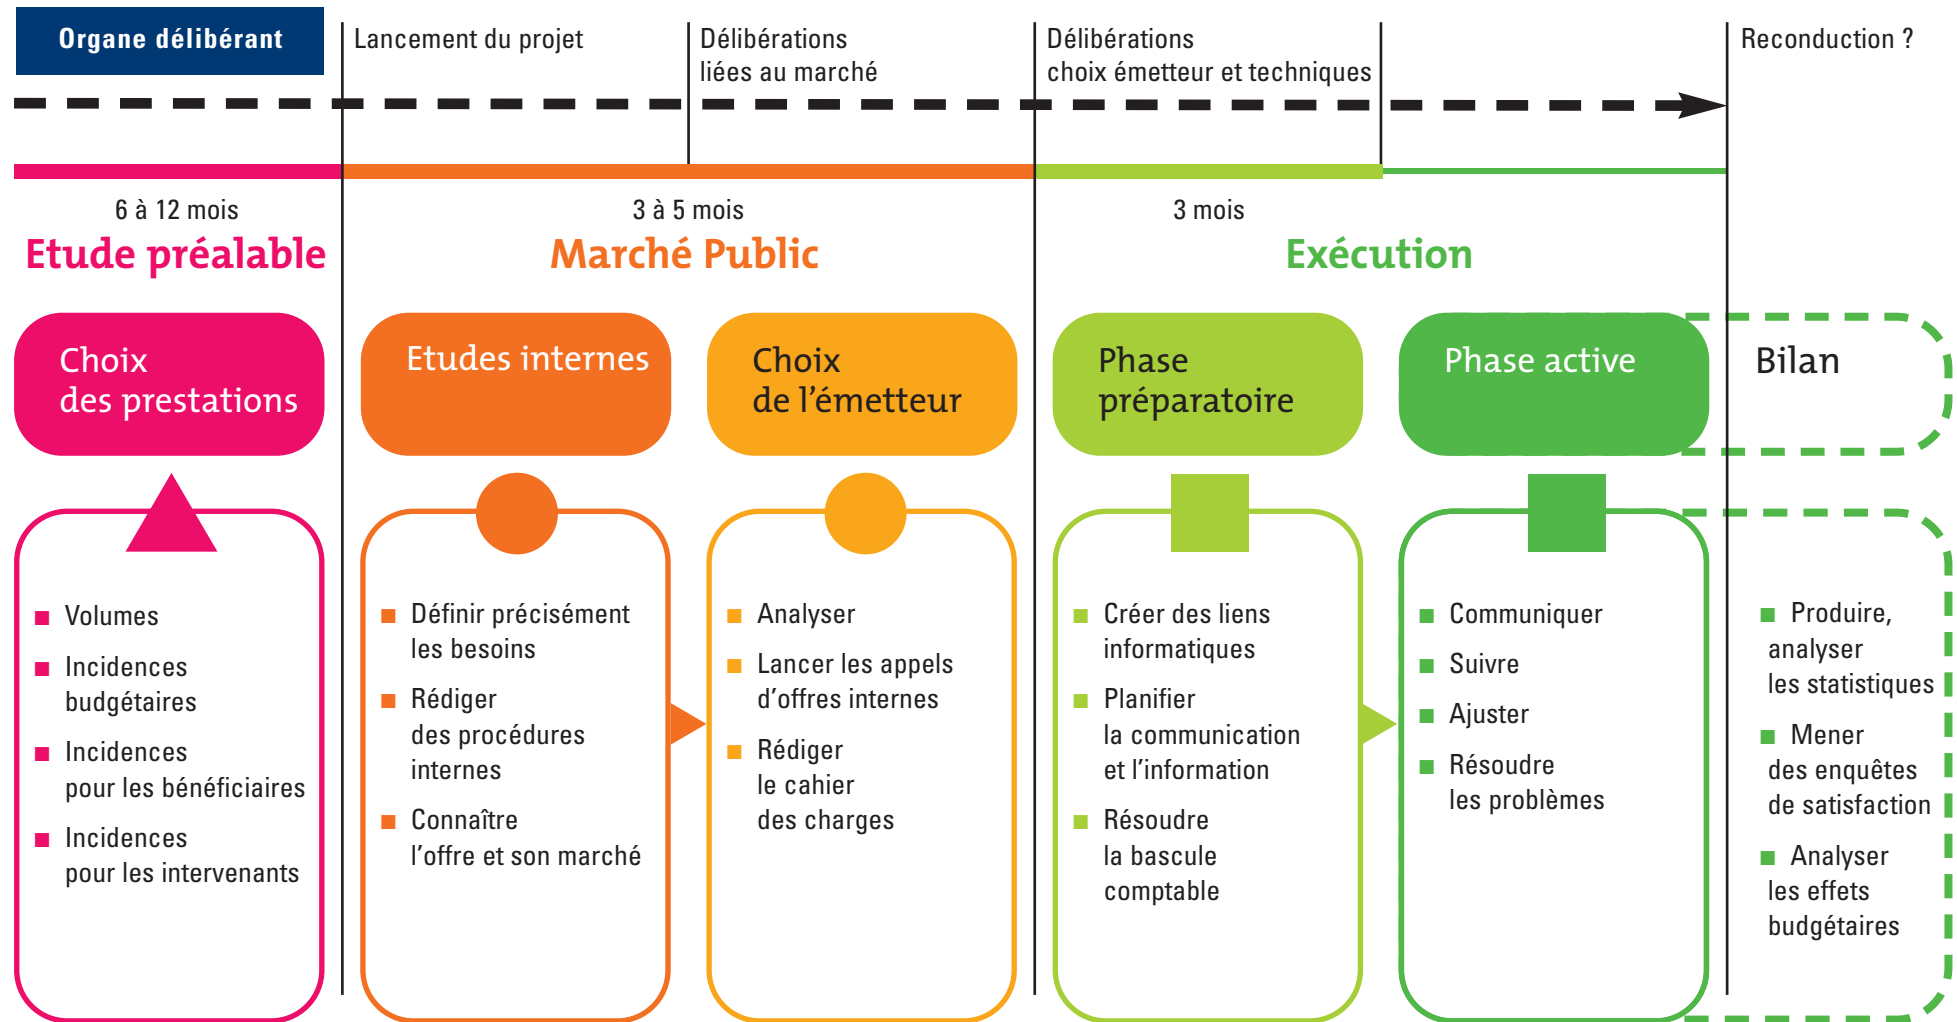 Organe délibérant
Lancement du projet
Délibérations
liées au marché
Délibérations
choix émetteur et techniques
Reconduction ?
6 à 12 mois
Etude préalable
3 à 5 mois
Marché Public
3 mois
Exécution
Choix
des prestations
Etudes internes
Choix
de l’émetteur
Phase
préparatoire
Phase active
Bilan
Volumes
Incidences
budgétaires
Incidences
pour les bénéficiaires
Incidences
pour les intervenants
Définir précisément
les besoins
Rédiger
des procédures
internes
Connaître
l’offre et son marché
Analyser
Lancer les appels
d’offres internes
Rédiger
le cahier
des charges
Créer des liens
informatiques
Planifier
la communication
et l’information
Résoudre
la bascule
comptable
Communiquer
Suivre
Ajuster
Résoudre
les problèmes
Produire,
analyser
les statistiques
Mener
des enquêtes
de satisfaction
Analyser
les effets
budgétaires